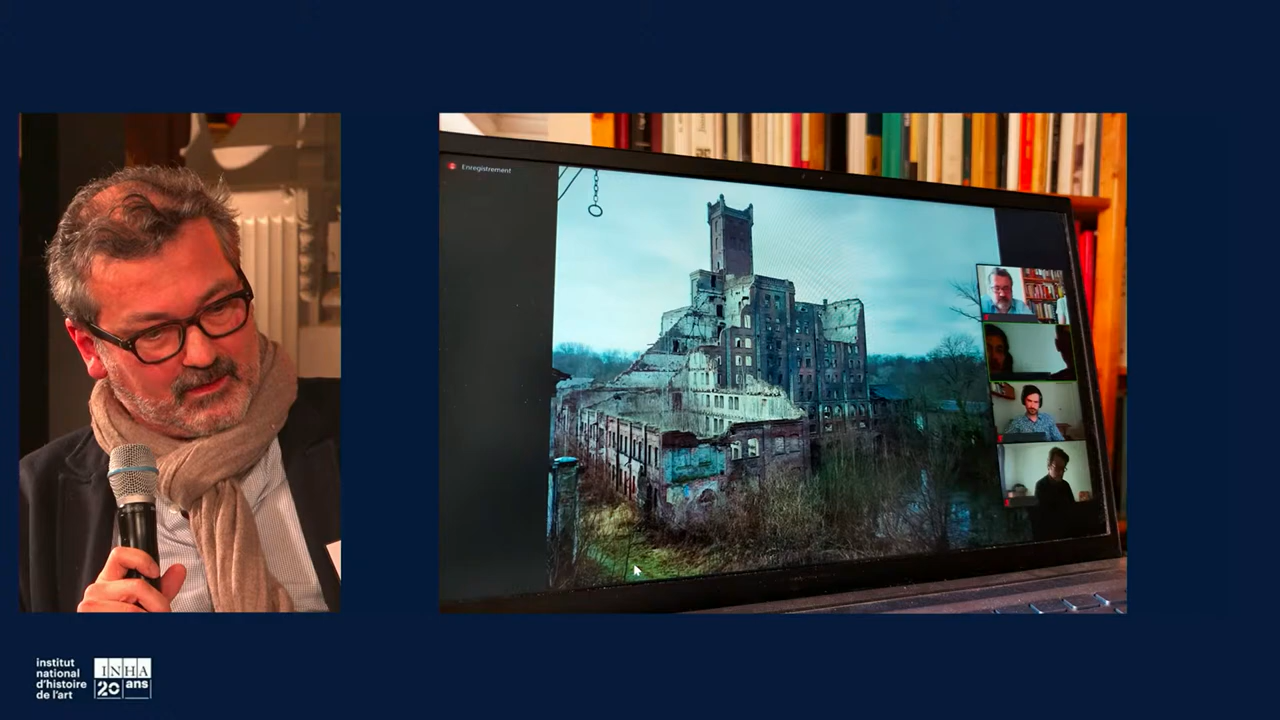 Enregistrement
institut
national
d'histoire
de l'art
INHA
20 ans